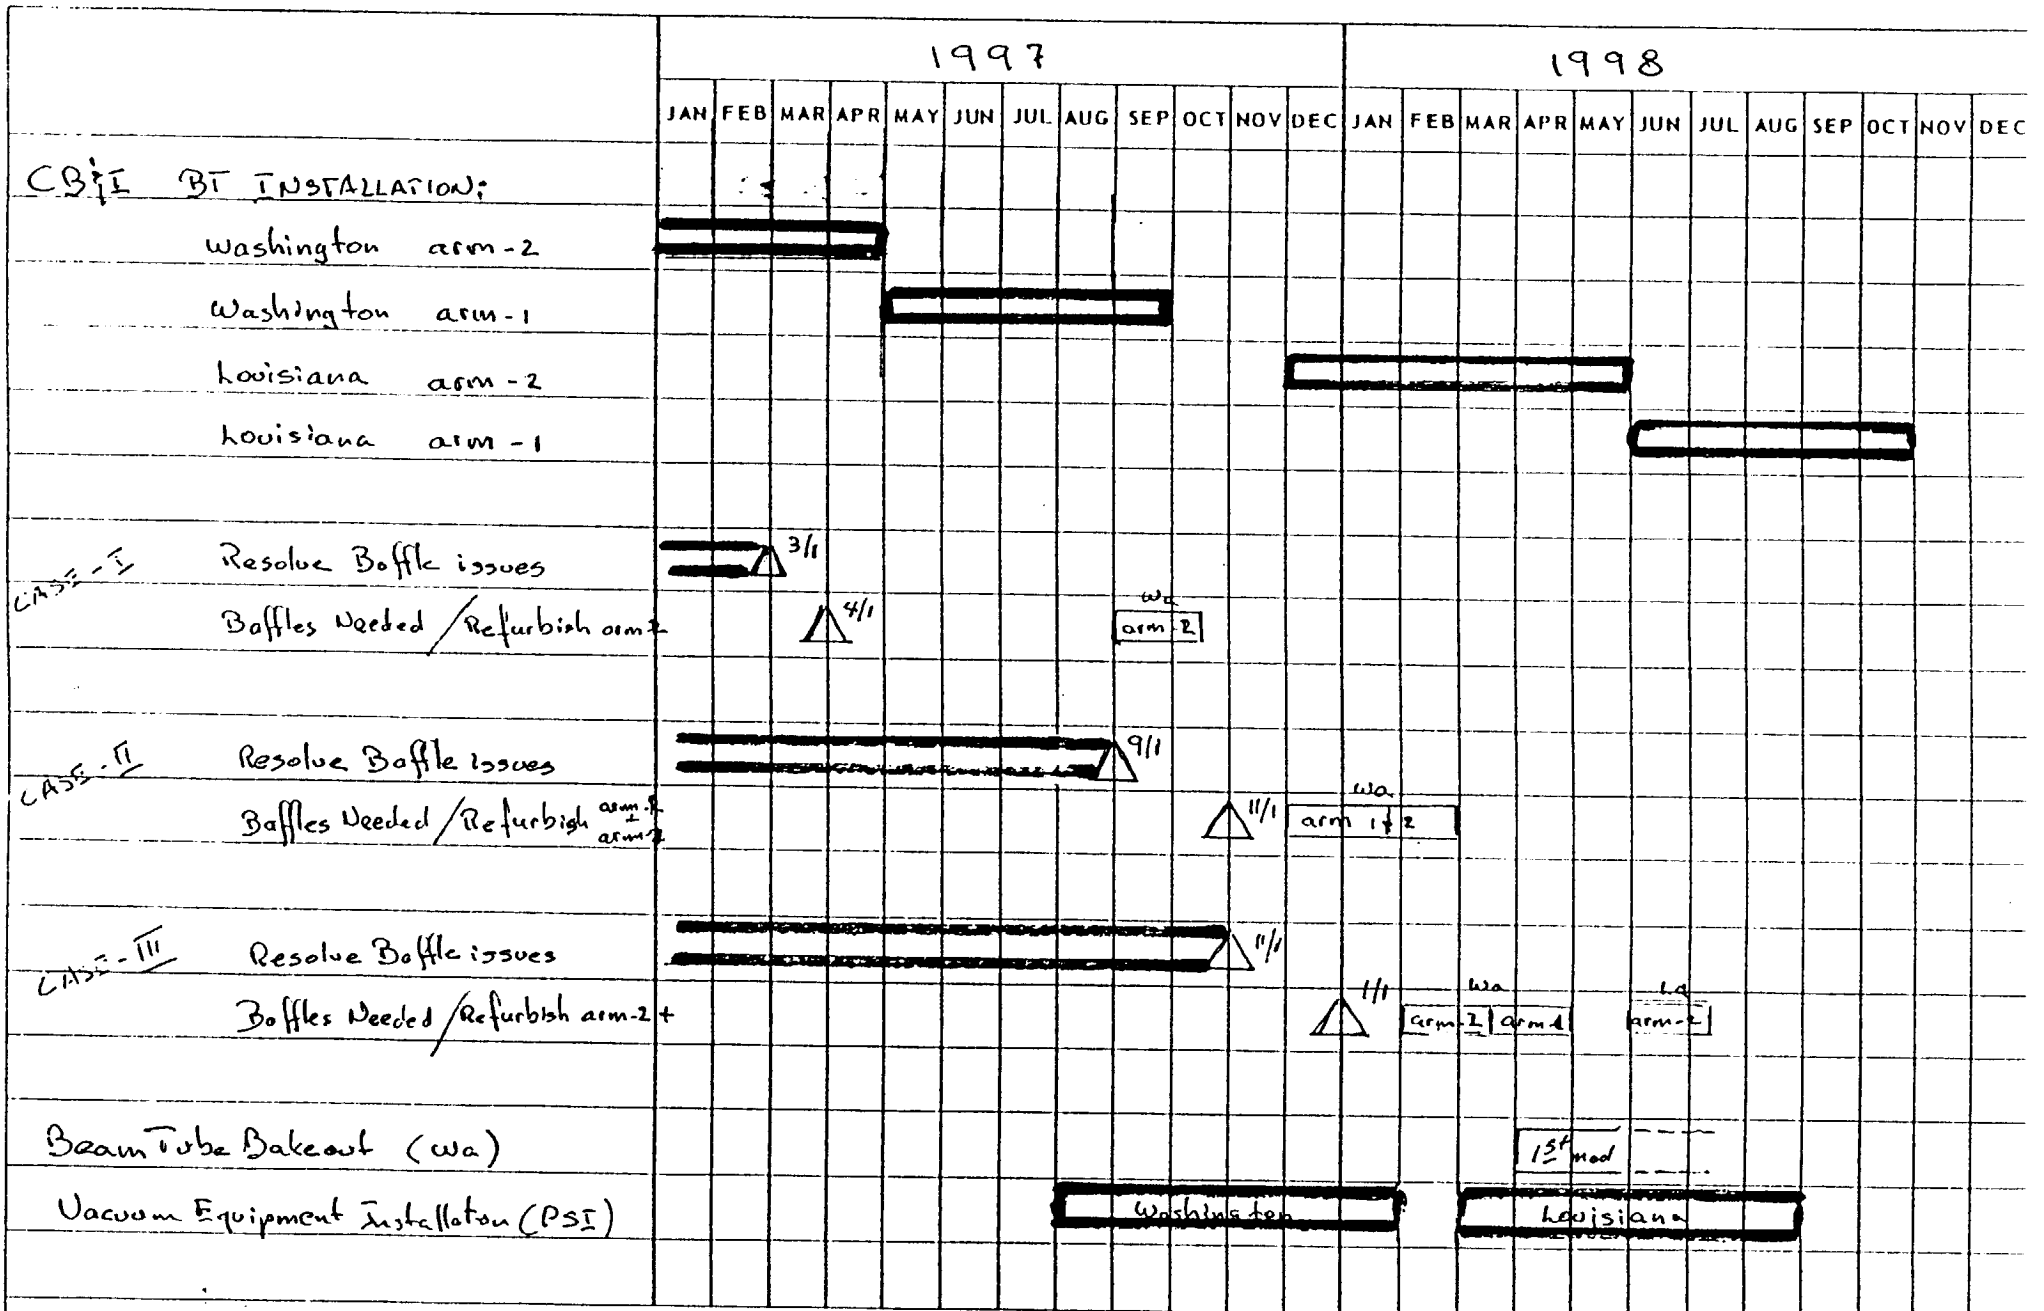 1997 1998
JAN FEB MAR APR MAY JUN JUL AUG SEP OCT NOV DEC JAN FEB MAR APR MAY JUN JUL AUG SEP OCT NOV DEC
CB&I BT INSTALLATION:
Washington arm-2
Washington arm-1
Louisiana arm-2
Louisiana arm-1
CASE-I Resolve Baffle issues 3/1
Wa
Baffles Needed/Refurbish arm-2 4/1 arm-2
CASE-II Resolve Baffle issues 9/1
Wa
Baffles Needed/Refurbish arm-1 arm-2 11/1 arm 1&2
CASE-III Resolve Baffle issues 11/1
Wa La
Baffles Needed/Refurbish arm-2+ 1/1 arm-2 arm-1 arm-2
Beam Tube Bakeout (Wa) 1st mod
Vacuum Equipment Installaton (PSI) Washington Louisiana